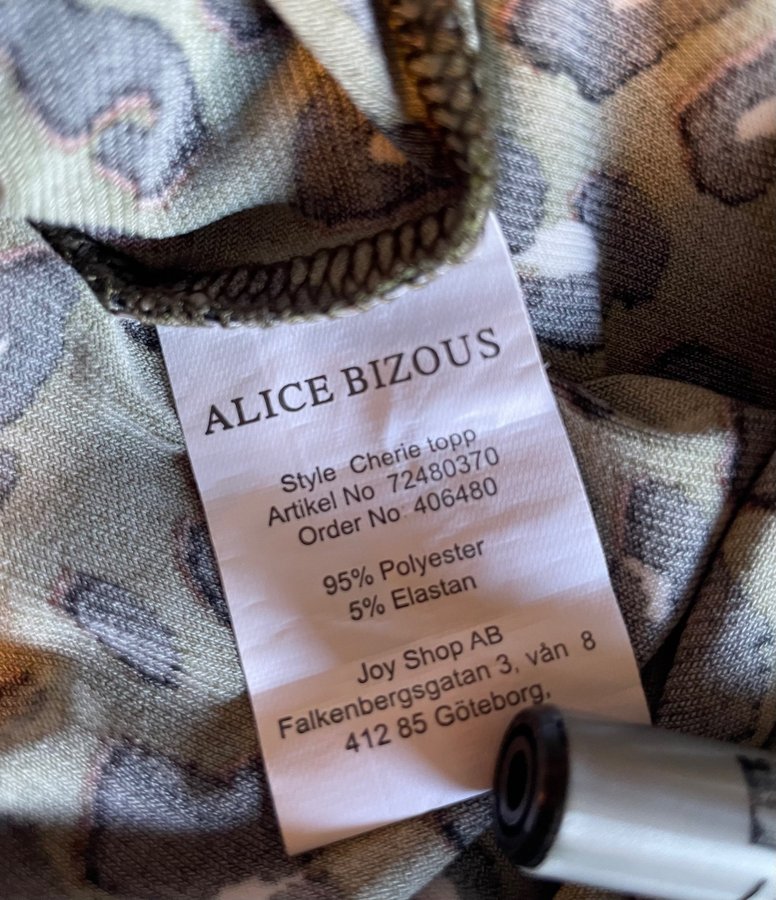 ALICE BIZOUS
Style Cherie topp
Artikel No 72480370
Order No 406480
95% Polyester
5% Elastan
Joy Shop AB
Falkenbergsgatan 3, vån 8
412 85 Göteborg,